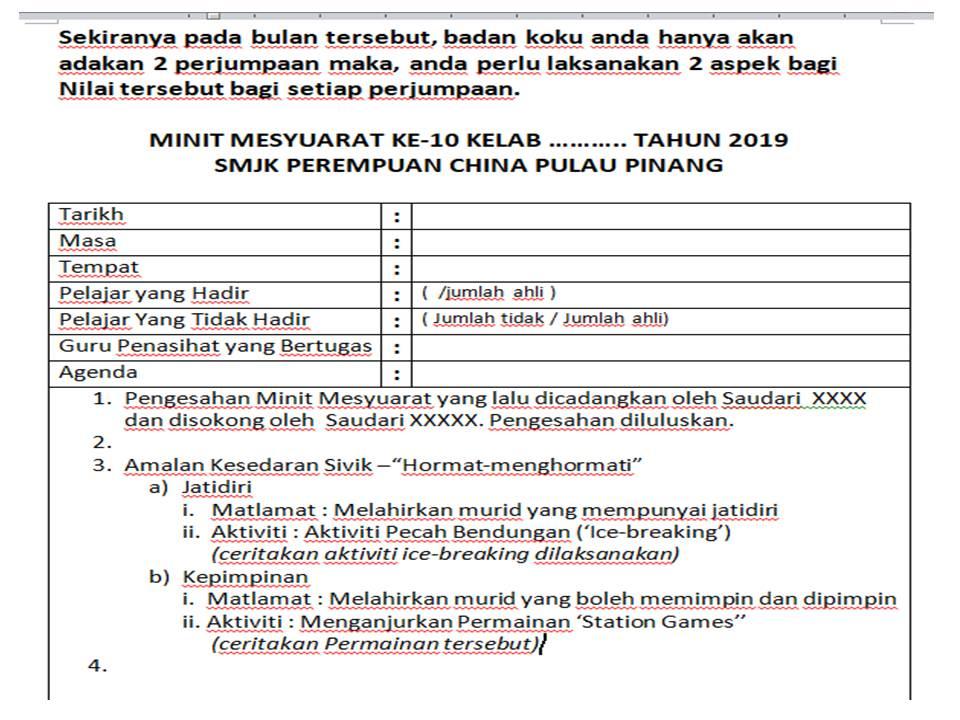 Sekiranya pada bulan tersebut, badan koku anda hanya akan
adakan 2 perjumpaan maka, anda perlu laksanakan 2 aspek bagi
Nilai tersebut bagi setiap perjumpaan.
MINIT MESYUARAT KE-10 KELAB ……….. TAHUN 2019
SMJK PEREMPUAN CHINA PULAU PINANG
Tarikh :
Masa :
Tempat :
Pelajar yang Hadir : ( /jumlah ahli )
Pelajar Yang Tidak Hadir : ( Jumlah tidak / Jumlah ahli)
Guru Penasihat yang Bertugas :
Agenda :
1. Pengesahan Minit Mesyuarat yang lalu dicadangkan oleh Saudari XXXX
dan disokong oleh Saudari XXXXX. Pengesahan diluluskan.
2.
3. Amalan Kesedaran Sivik –“Hormat-menghormati”
a) Jatidiri
i. Matlamat : Melahirkan murid yang mempunyai jatidiri
ii. Aktiviti : Aktiviti Pecah Bendungan (‘Ice-breaking’)
(ceritakan aktiviti ice-breaking dilaksanakan)
b) Kepimpinan
i. Matlamat : Melahirkan murid yang boleh memimpin dan dipimpin
ii. Aktiviti : Menganjurkan Permainan ‘Station Games’’
(ceritakan Permainan tersebut)
4.